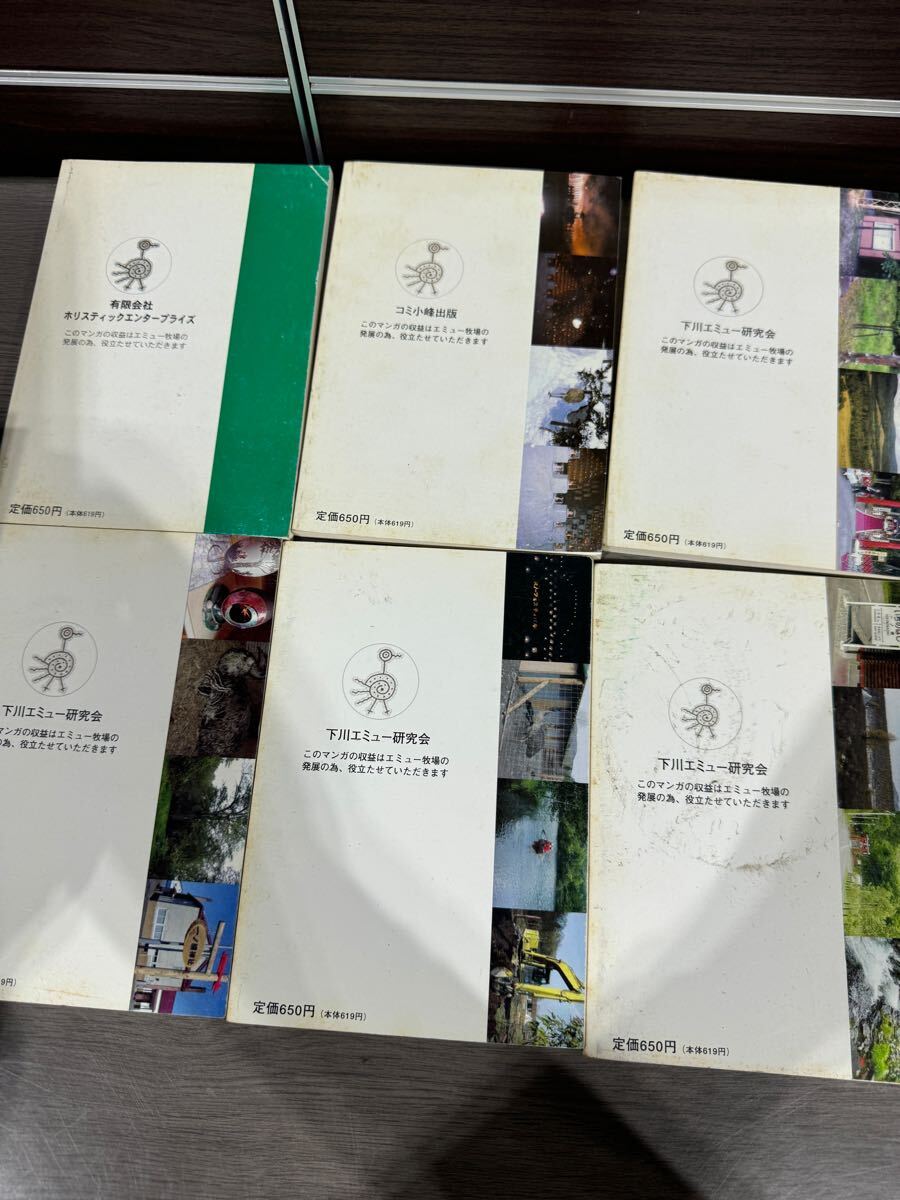 有限会社
ホリスティックエンタープライズ
このマンガの収益はエミュー牧場の
発展の為、役立たせていただきます
定価650円（本体619円）
コミ小峰出版
このマンガの収益はエミュー牧場の
発展の為、役立たせていただきます
定価650円（本体619円）
下川エミュー研究会
このマンガの収益はエミュー牧場の
発展の為、役立たせていただきます
定価650円（本体619円）
下川エミュー研究会
マンガの収益はエミュー牧場の
の為、役立たせていただきます
19円）
下川エミュー研究会
このマンガの収益はエミュー牧場の
発展の為、役立たせていただきます
定価650円（本体619円）
下川エミュー研究会
このマンガの収益はエミュー牧場の
発展の為、役立たせていただきます
定価650円（本体619円）